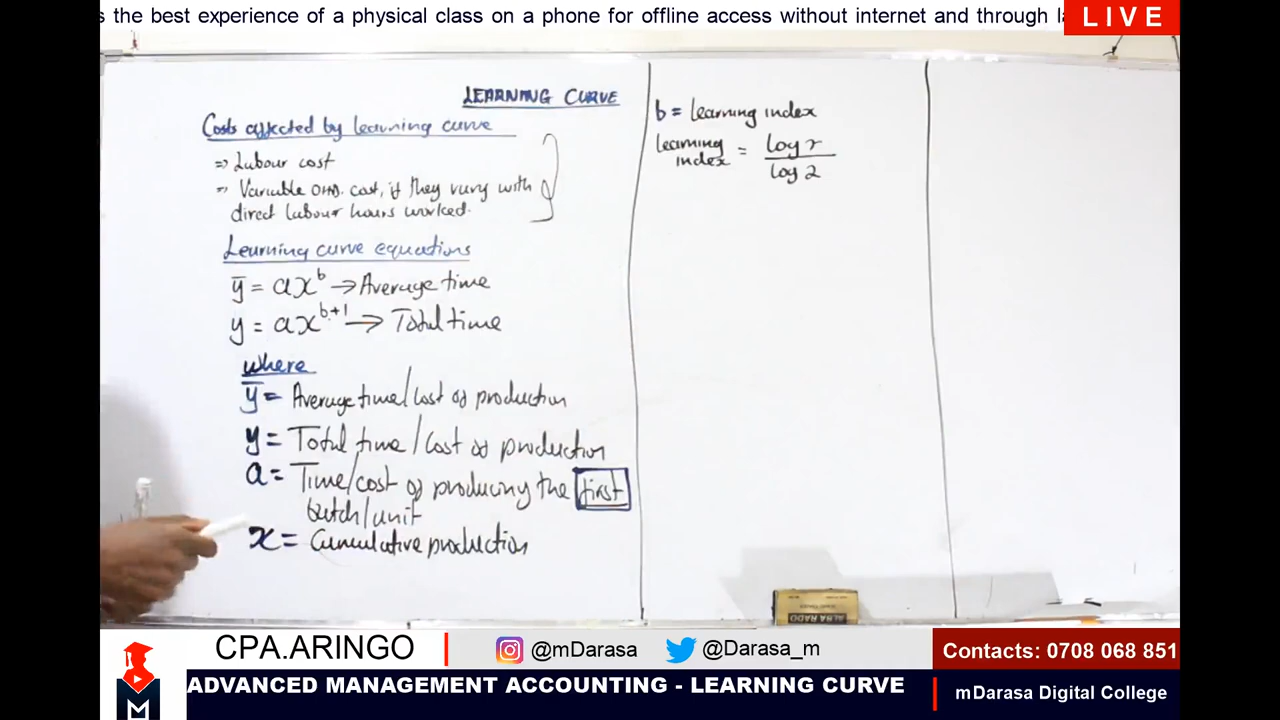 s the best experience of a physical class on a phone for offline access without internet and through l
LIVE
LEARNING CURVE
Costs affected by learning curve
⇒ Labour cost
⇒ Variable OHD. cost, if they vary with
direct labour hours worked.
Learning curve equations
ȳ = ax^b → Average time
y = ax^(b+1) → Total time
where
ȳ = Average time/cost of production
y = Total time/cost of production
a = Time/cost of producing the first
batch/unit
x = Cumulative production
b = learning index
learning index = log r / log 2
CPA.ARINGO
@mDarasa
@Darasa_m
Contacts: 0708 068 851
M
ADVANCED MANAGEMENT ACCOUNTING - LEARNING CURVE
mDarasa Digital College